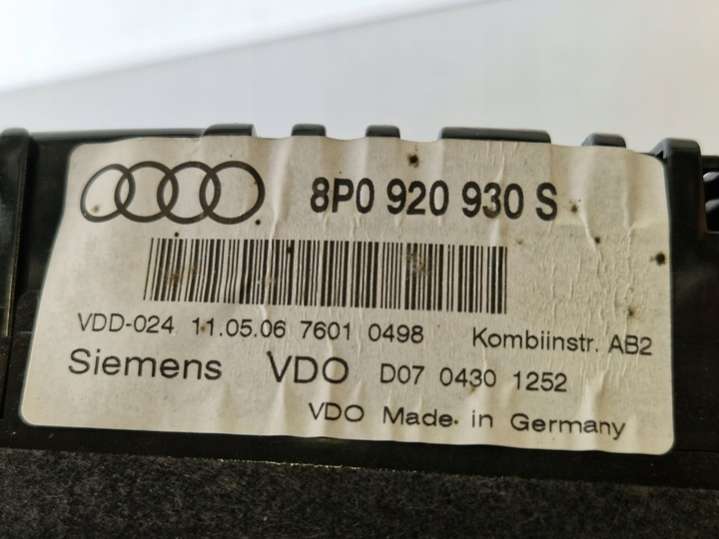 8P0 920 930 S
VDD-024 11.05.06 7601 0498 Kombiinstr. AB2
Siemens VDO D07 0430 1252
VDO Made in Germany